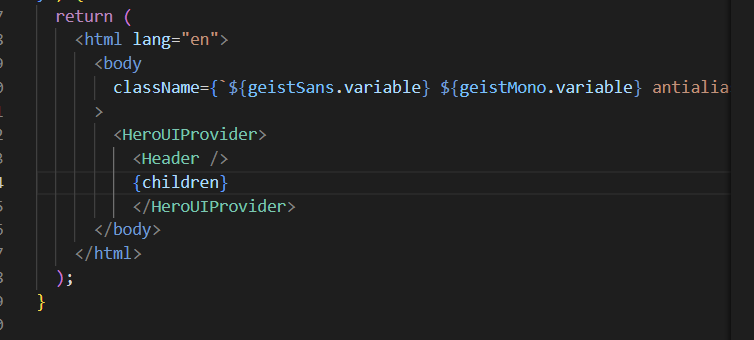 return (
<html lang="en">
<body
className={`${geistSans.variable} ${geistMono.variable} antialia
>
<HeroUIProvider>
<Header />
{children}
</HeroUIProvider>
</body>
</html>
);
}